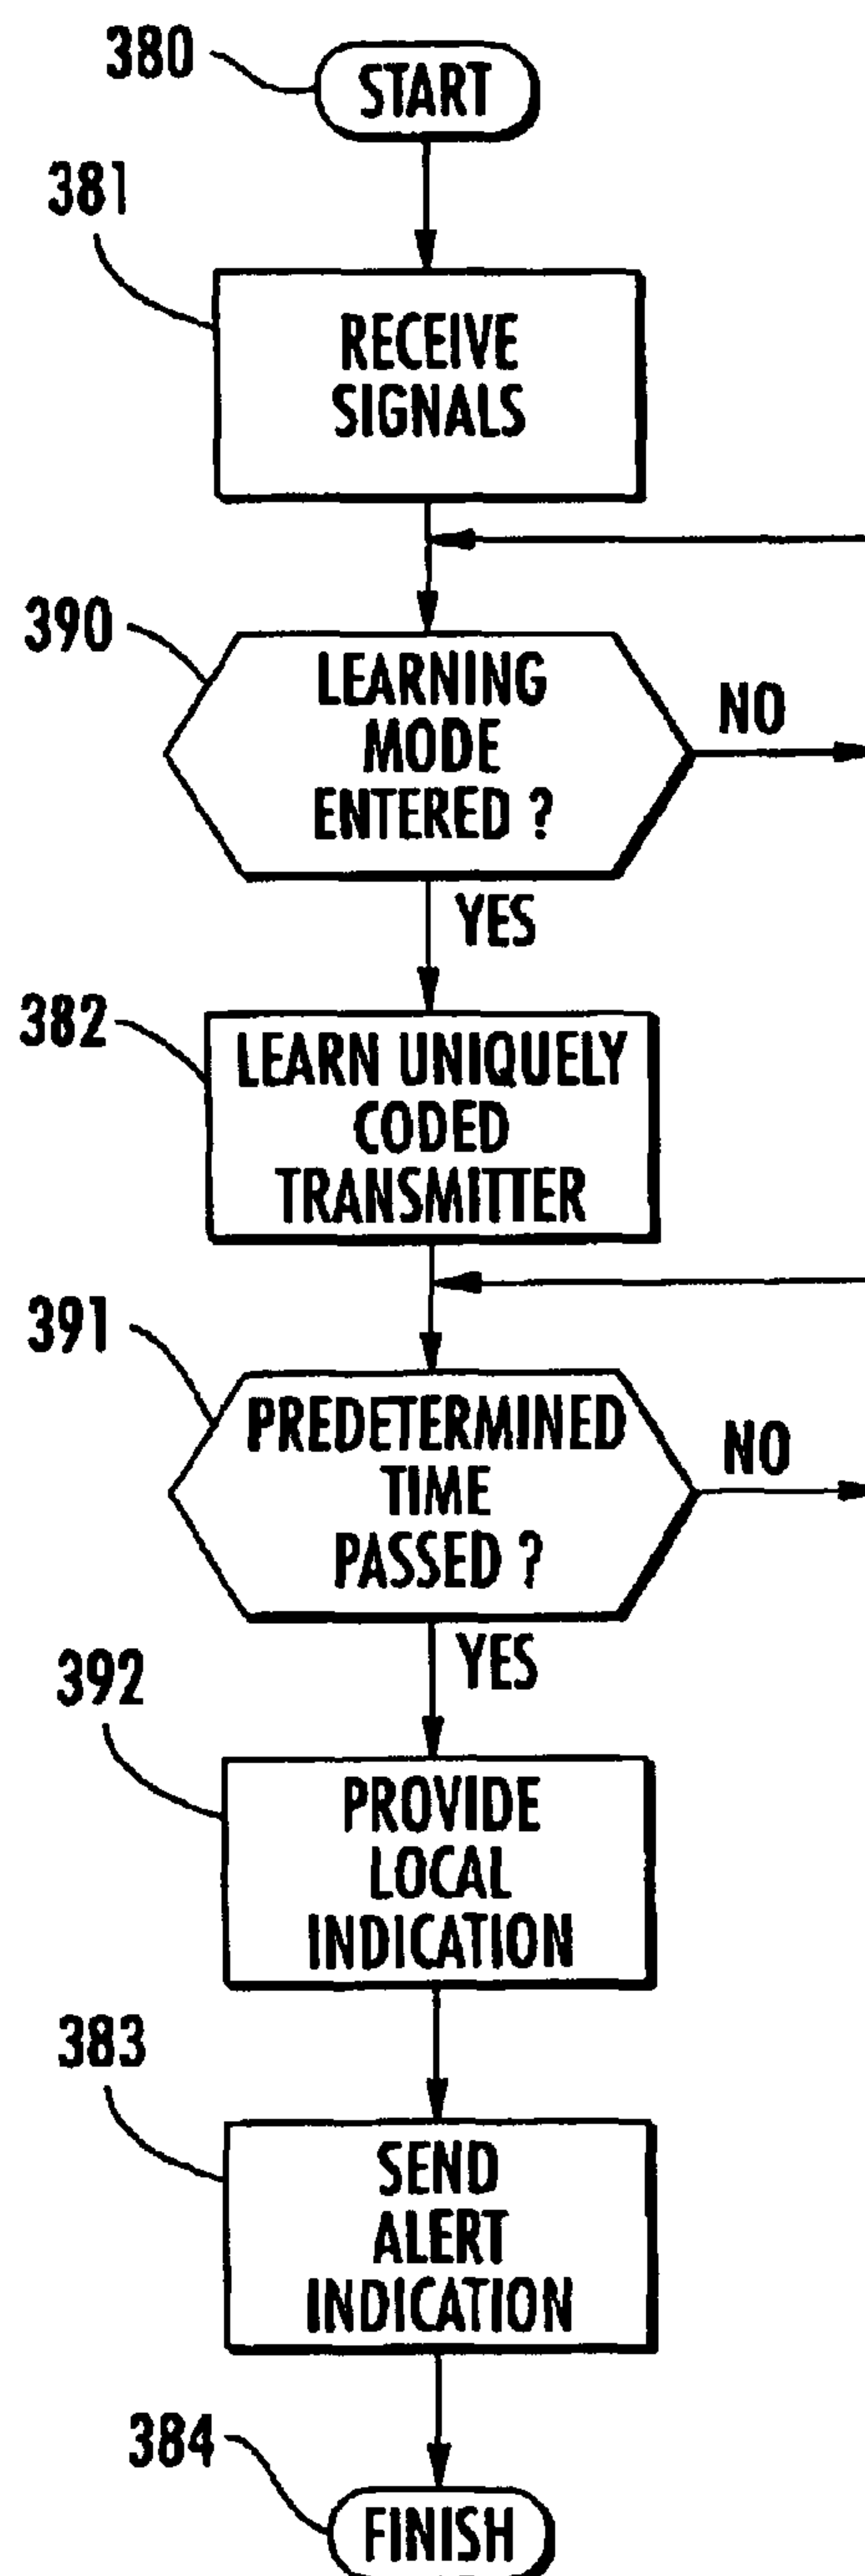 380
START
381
RECEIVE
SIGNALS
390
LEARNING
MODE
ENTERED ?
NO
YES
382
LEARN UNIQUELY
CODED
TRANSMITTER
391
PREDETERMINED
TIME
PASSED ?
NO
YES
392
PROVIDE
LOCAL
INDICATION
383
SEND
ALERT
INDICATION
384
FINISH